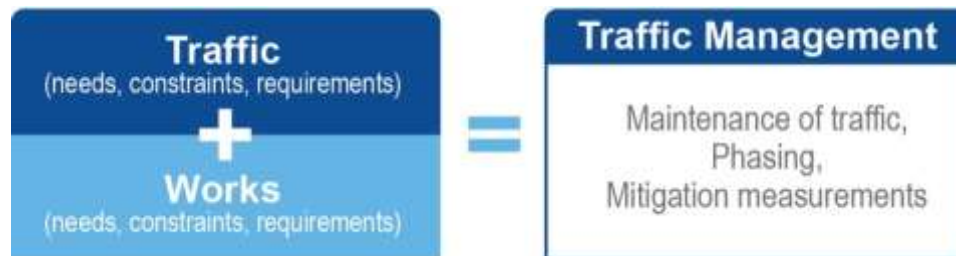 Traffic
(needs, constraints, requirements)
+
Works
(needs, constraints, requirements)
=
Traffic Management
Maintenance of traffic,
Phasing,
Mitigation measurements